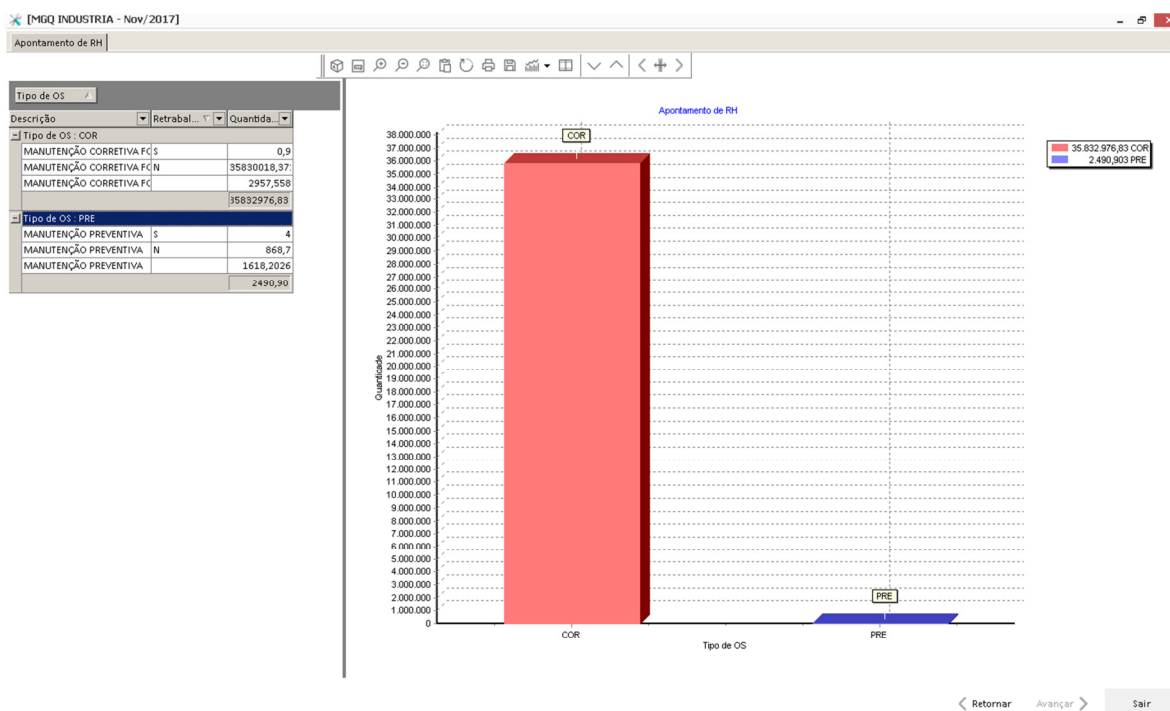 [MGQ INDUSTRIA - Nov/2017]
Apontamento de RH
Tipo de OS
Descrição Retrabal... Quantida...
Tipo de OS : COR
MANUTENÇÃO CORRETIVA FC S 0,9
MANUTENÇÃO CORRETIVA FC N 35830018,37
MANUTENÇÃO CORRETIVA FC 2957,558
35832976,83
Tipo de OS : PRE
MANUTENÇÃO PREVENTIVA S 4
MANUTENÇÃO PREVENTIVA N 868,7
MANUTENÇÃO PREVENTIVA 1618,2026
2490,90
Apontamento de RH
38.000.000
37.000.000
36.000.000
35.000.000
34.000.000
33.000.000
32.000.000
31.000.000
30.000.000
29.000.000
28.000.000
27.000.000
26.000.000
25.000.000
24.000.000
23.000.000
22.000.000
21.000.000
20.000.000
19.000.000
18.000.000
17.000.000
16.000.000
15.000.000
14.000.000
13.000.000
12.000.000
11.000.000
10.000.000
9.000.000
8.000.000
7.000.000
6.000.000
5.000.000
4.000.000
3.000.000
2.000.000
1.000.000
0
Quanticade
COR
PRE
COR PRE
Tipo de OS
35.832.976,83 COR
2.490,903 PRE
Retornar Avançar Sair